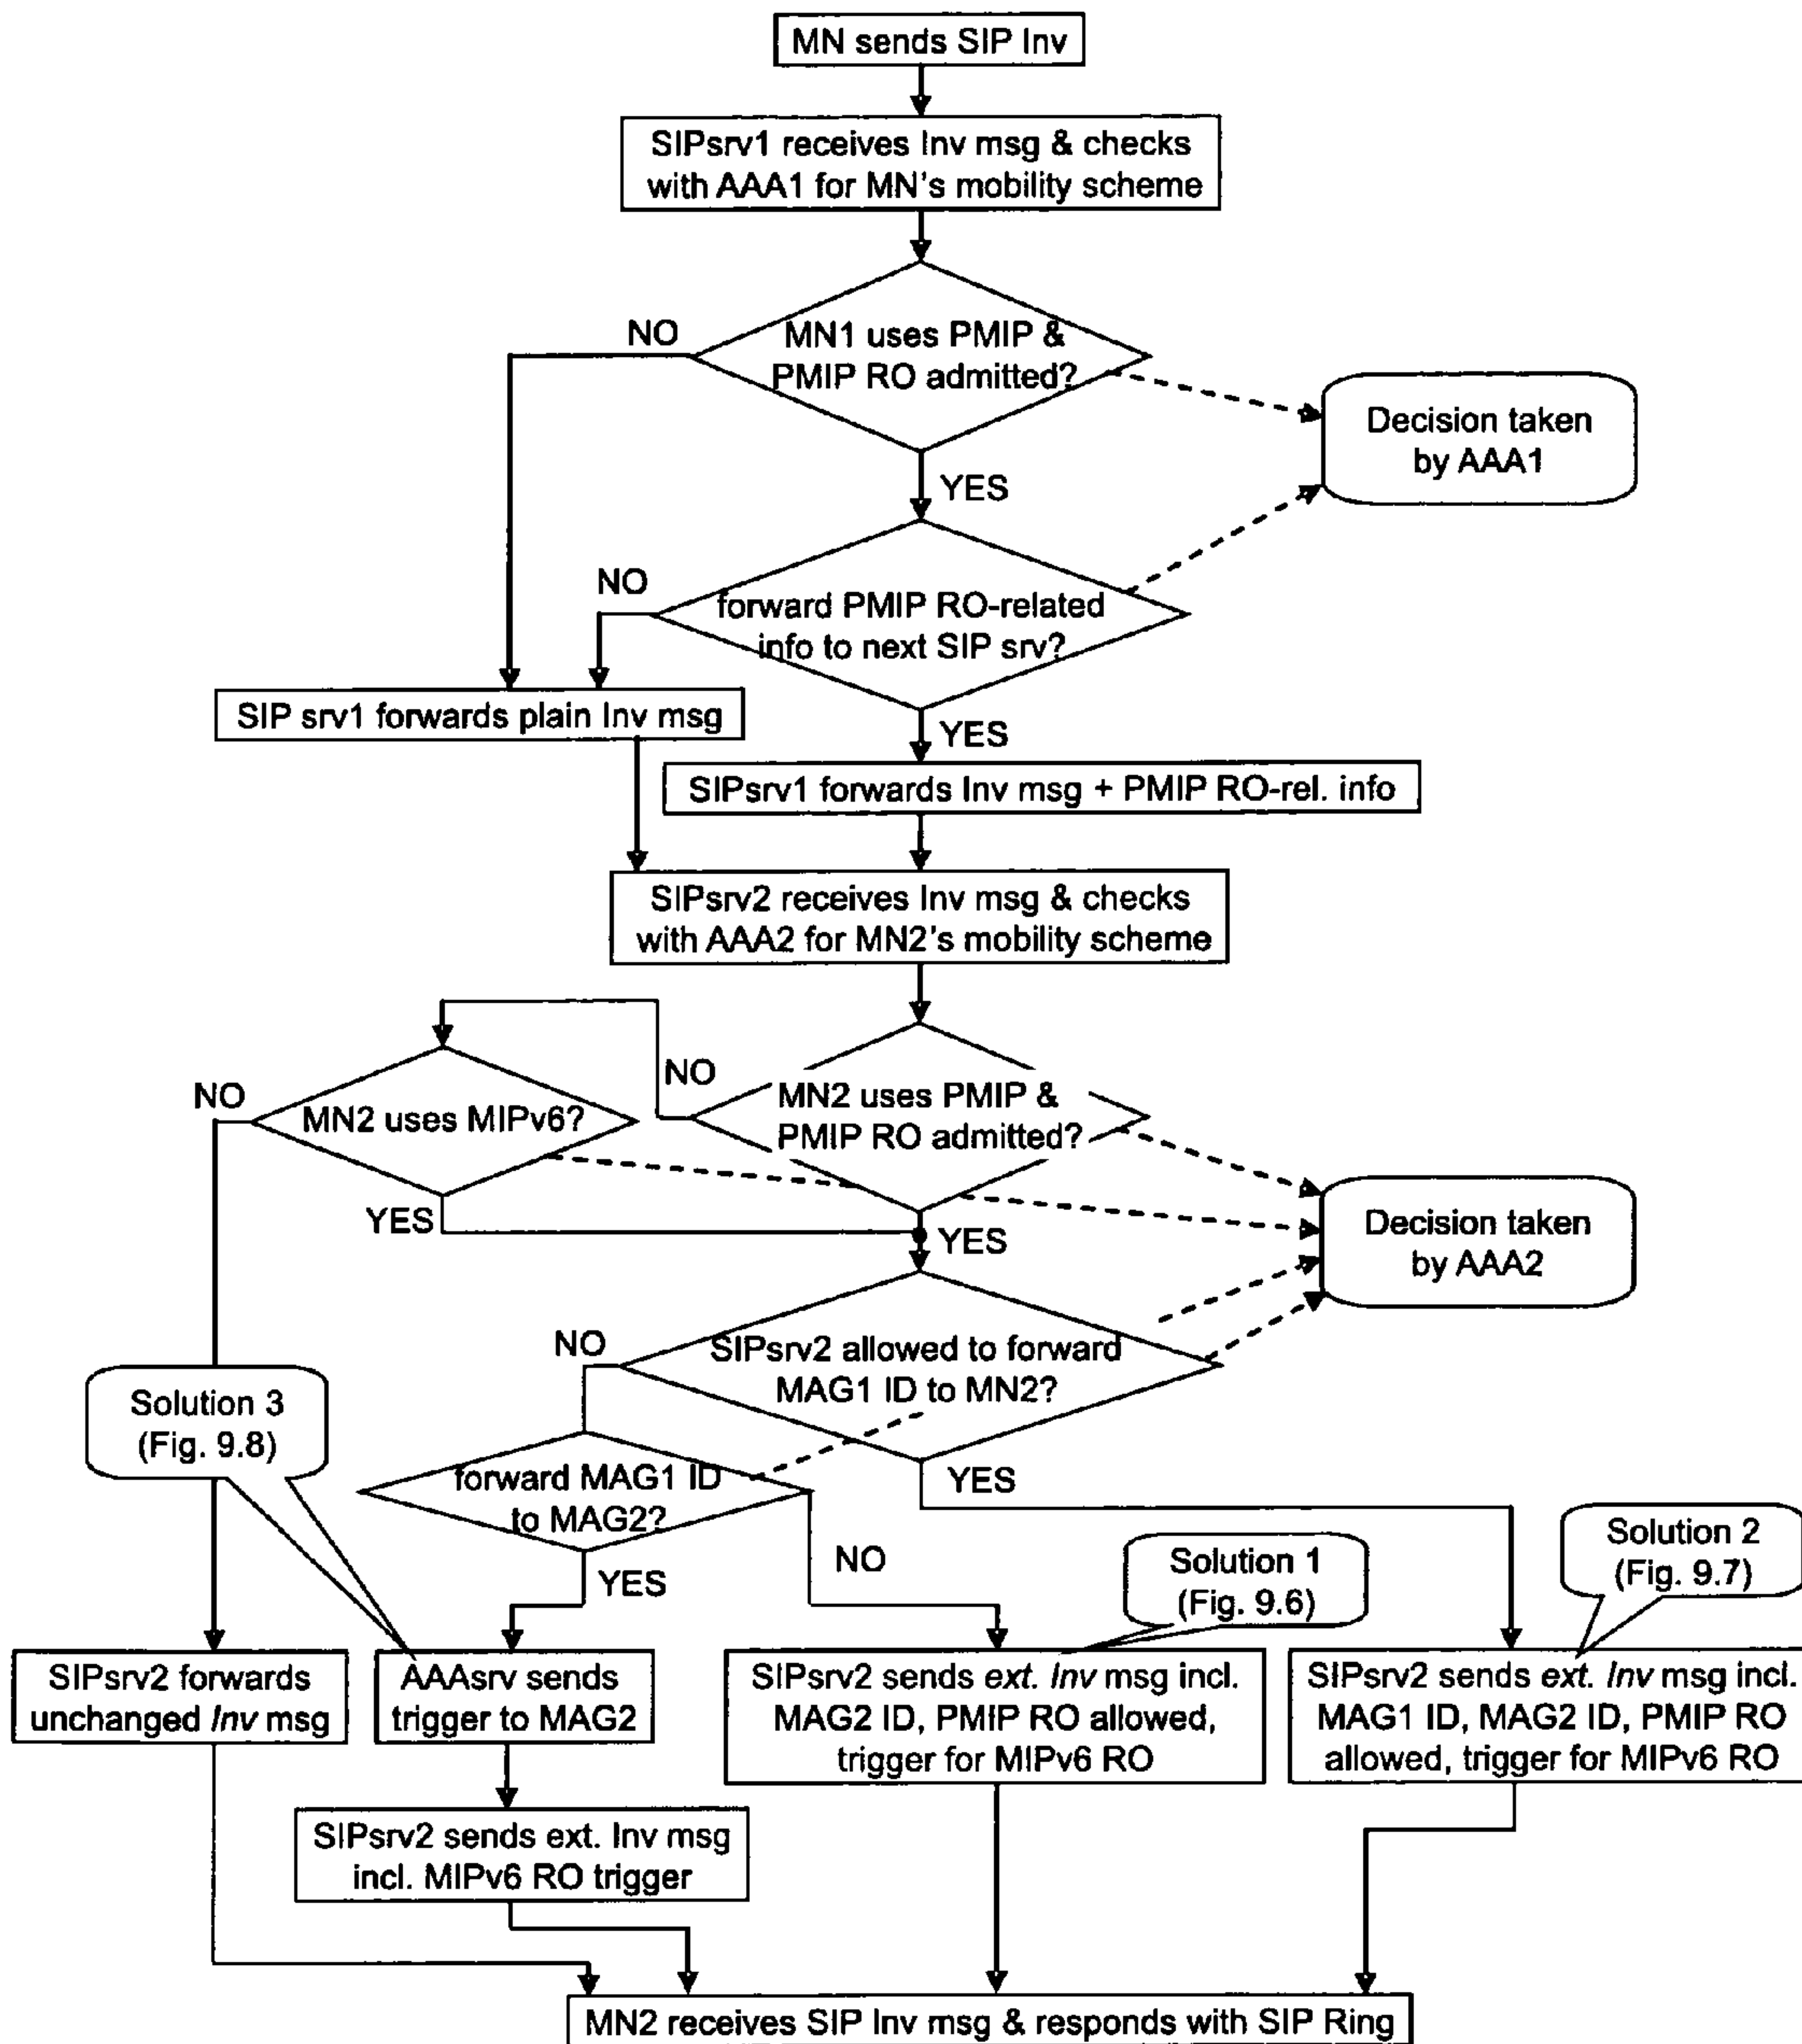 MN sends SIP Inv
SIPsrv1 receives Inv msg & checks
with AAA1 for MN's mobility scheme
NO
MN1 uses PMIP &
PMIP RO admitted?
Decision taken
by AAA1
YES
NO
forward PMIP RO-related
info to next SIP srv?
SIP srv1 forwards plain Inv msg
YES
SIPsrv1 forwards Inv msg + PMIP RO-rel. info
SIPsrv2 receives Inv msg & checks
with AAA2 for MN2's mobility scheme
NO
MN2 uses MIPv6?
NO
MN2 uses PMIP &
PMIP RO admitted?
YES
YES
Decision taken
by AAA2
NO
SIPsrv2 allowed to forward
MAG1 ID to MN2?
Solution 3
(Fig. 9.8)
forward MAG1 ID
to MAG2?
YES
YES
NO
Solution 1
(Fig. 9.6)
Solution 2
(Fig. 9.7)
SIPsrv2 forwards
unchanged Inv msg
AAAsrv sends
trigger to MAG2
SIPsrv2 sends ext. Inv msg incl.
MAG2 ID, PMIP RO allowed,
trigger for MIPv6 RO
SIPsrv2 sends ext. Inv msg incl.
MAG1 ID, MAG2 ID, PMIP RO
allowed, trigger for MIPv6 RO
SIPsrv2 sends ext. Inv msg
incl. MIPv6 RO trigger
MN2 receives SIP Inv msg & responds with SIP Ring